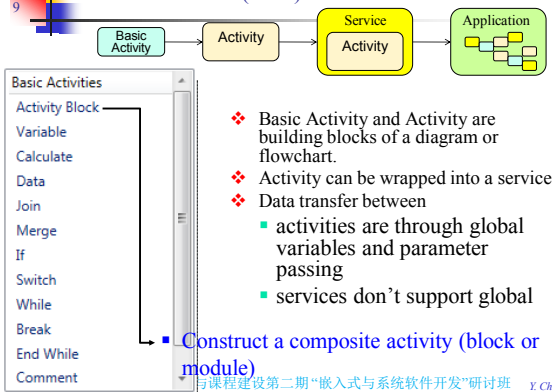 9
Basic
Activity
Activity
Service
Activity
Application
Basic Activities
Activity Block
Variable
Calculate
Data
Join
Merge
If
Switch
While
Break
End While
Comment
❖ Basic Activity and Activity are
building blocks of a diagram or
flowchart.
❖ Activity can be wrapped into a service
❖ Data transfer between
▪ activities are through global
variables and parameter
passing
▪ services don’t support global
▪ Construct a composite activity (block or
module)
与课程建设第二期“嵌入式与系统软件开发”研讨班 Y. Ch